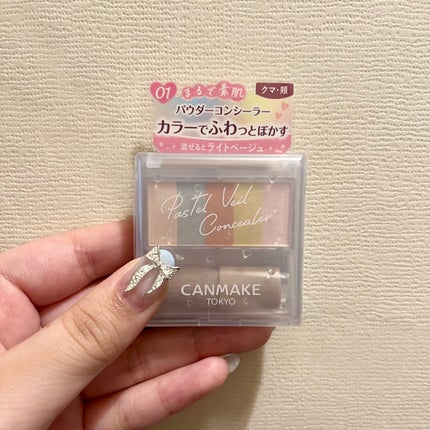 01
まるで素肌
クマ・頬
パウダーコンシーラー
カラーでふわっとぼかす
混ぜるとライトベージュ
Pastel Veil
Concealer
CANMAKE
TOKYO